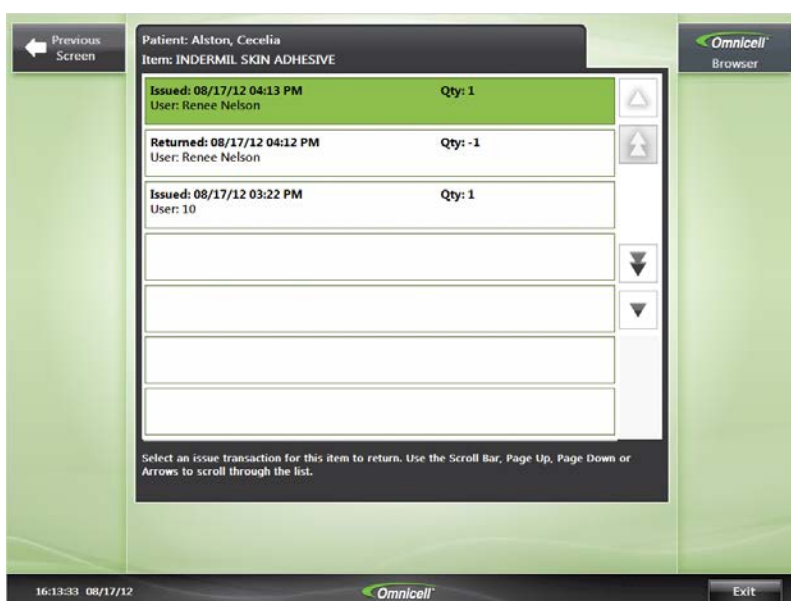 Previous
Screen
Patient: Alston, Cecelia
Item: INDERMIL SKIN ADHESIVE
Omnicell
Browser
Issued: 08/17/12 04:13 PM Qty: 1
User: Renee Nelson
Returned: 08/17/12 04:12 PM Qty: -1
User: Renee Nelson
Issued: 08/17/12 03:22 PM Qty: 1
User: 10
Select an issue transaction for this item to return. Use the Scroll Bar, Page Up, Page Down or
Arrows to scroll through the list.
16:13:33 08/17/12
Omnicell
Exit